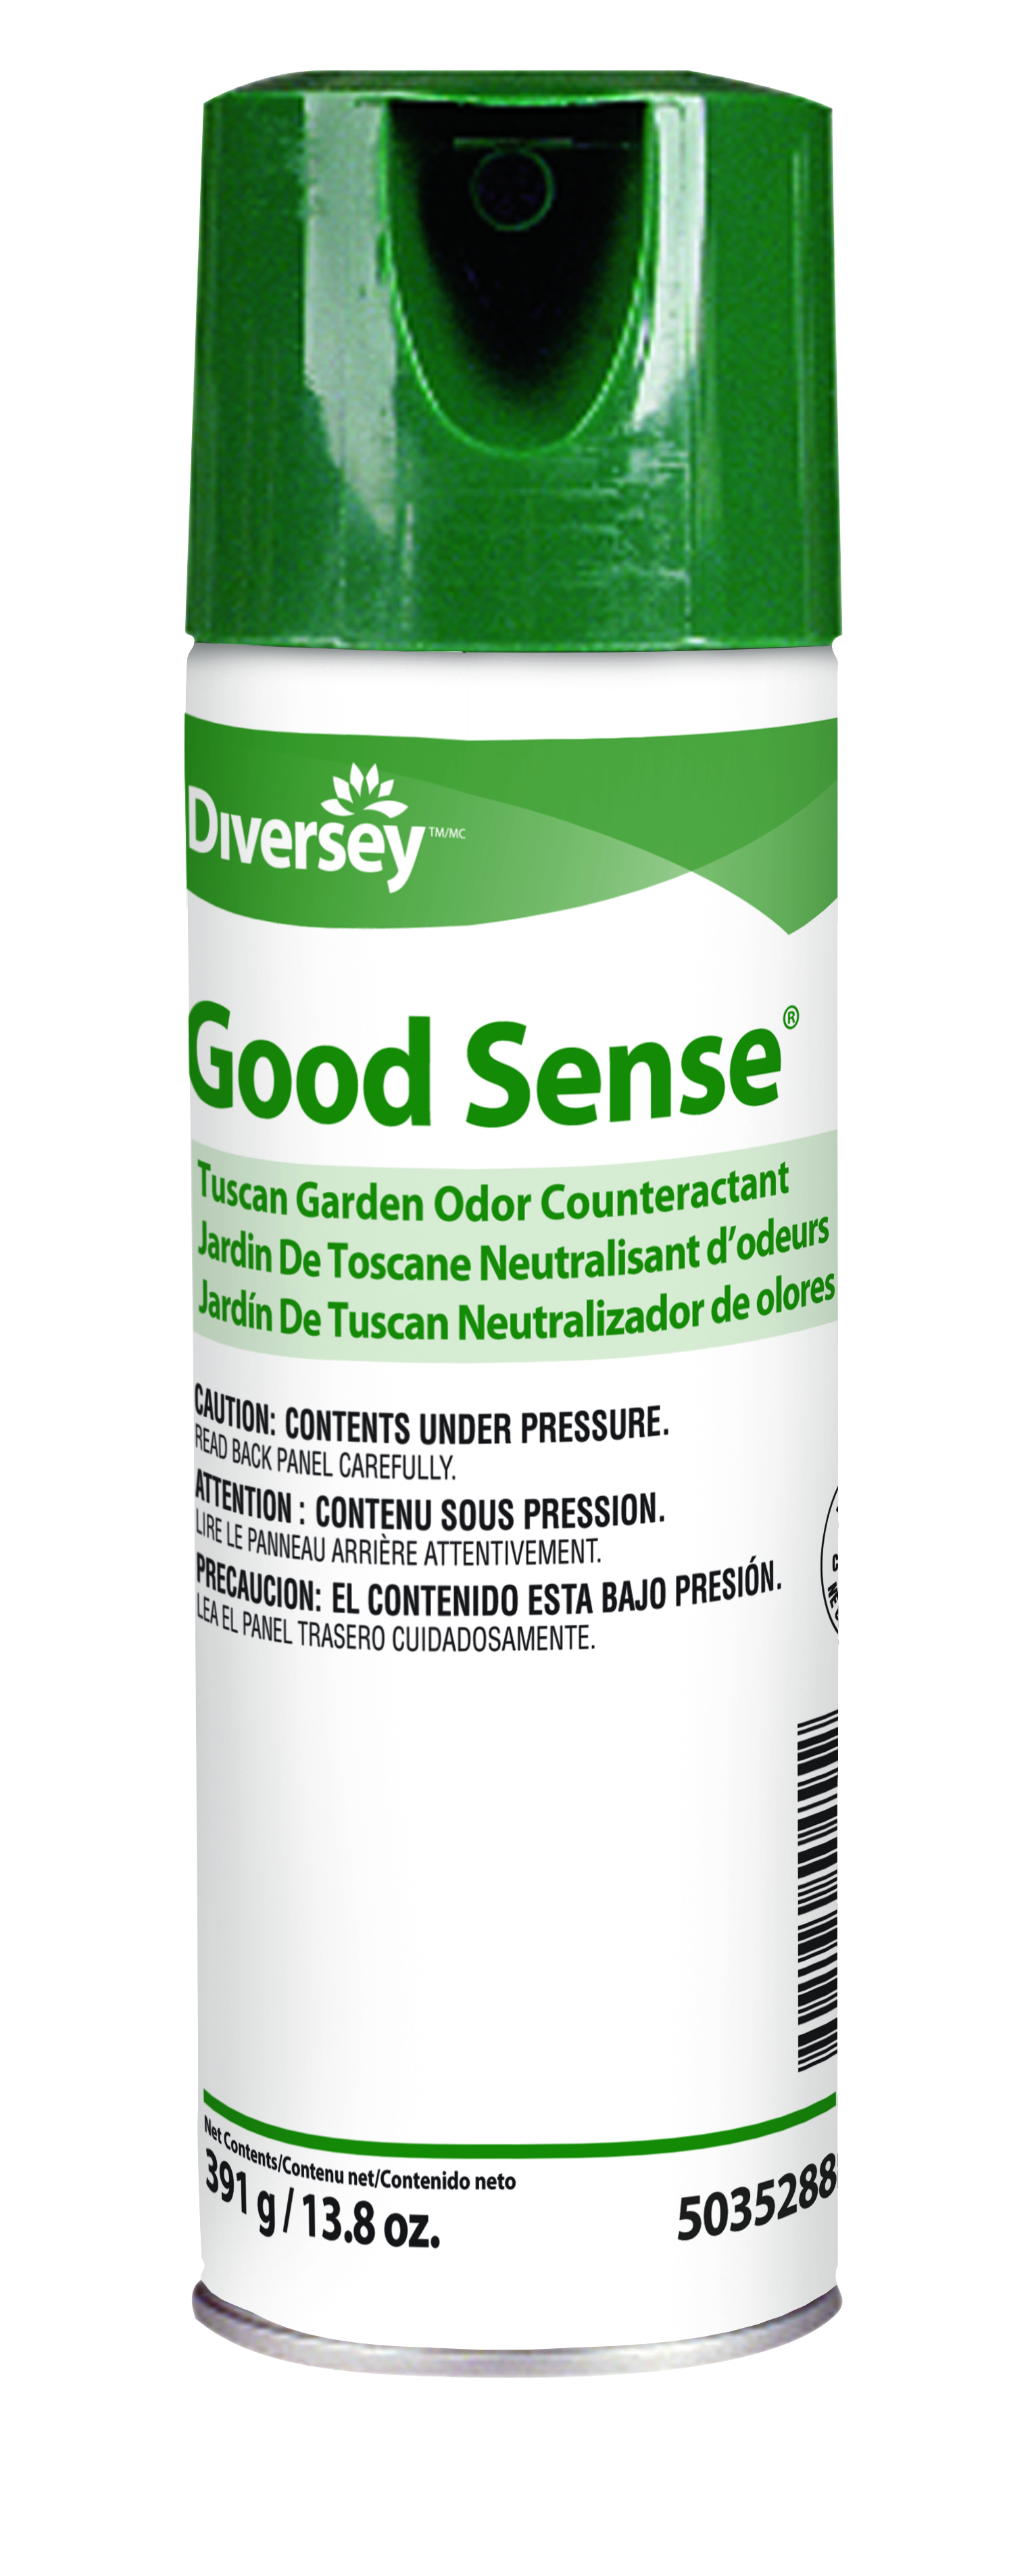 Diversey™/MC
Good Sense®
Tuscan Garden Odor Counteractant
Jardin De Toscane Neutralisant d'odeurs
Jardín De Tuscan Neutralizador de olores
CAUTION: CONTENTS UNDER PRESSURE.
READ BACK PANEL CAREFULLY.
ATTENTION : CONTENU SOUS PRESSION.
LIRE LE PANNEAU ARRIÈRE ATTENTIVEMENT.
PRECAUCION: EL CONTENIDO ESTA BAJO PRESIÓN.
LEA EL PANEL TRASERO CUIDADOSAMENTE.
Net Contents/Contenu net/Contenido neto
391 g / 13.8 oz.
5035288